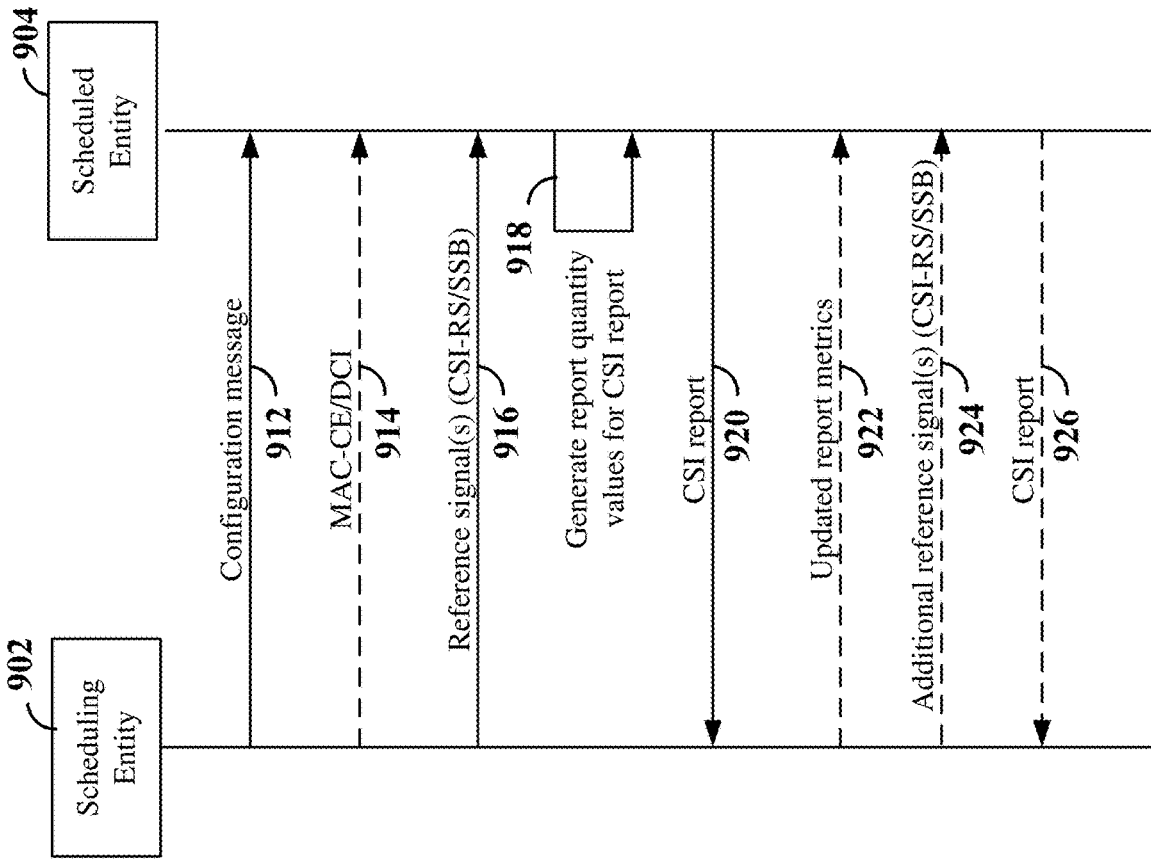 902
Scheduling
Entity
904
Scheduled
Entity
Configuration message
912
MAC-CE/DCI
914
Reference signal(s) (CSI-RS/SSB)
916
918
Generate report quantity
values for CSI report
CSI report
920
Updated report metrics
922
Additional reference signal(s) (CSI-RS/SSB)
924
CSI report
926